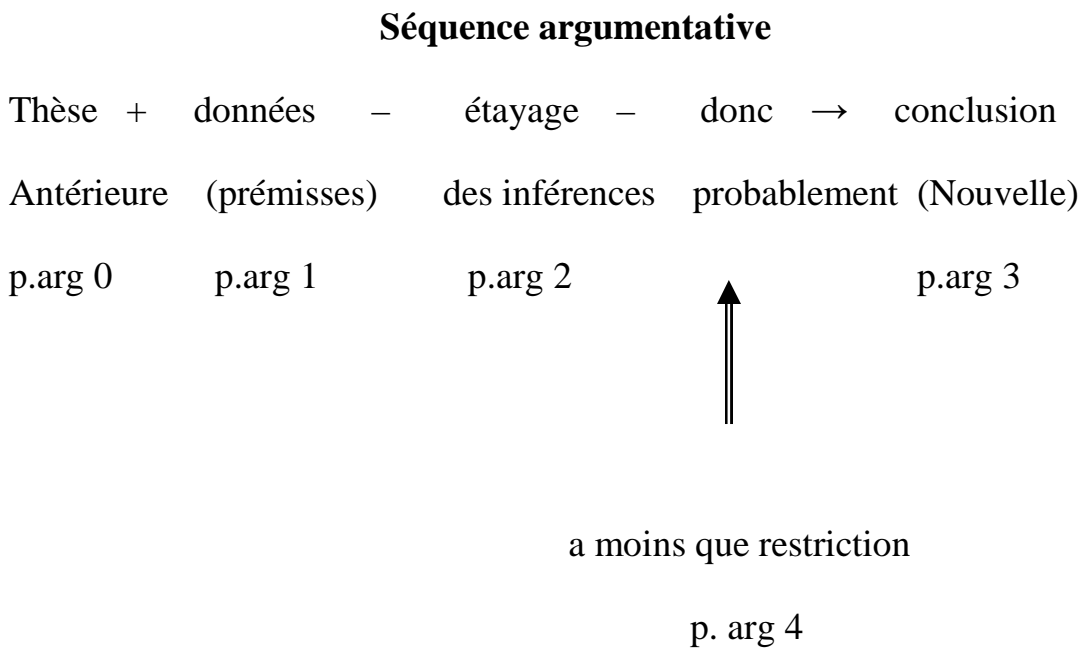 Séquence argumentative
Thèse + données – étayage – donc → conclusion
Antérieure (prémisses) des inférences probablement (Nouvelle)
p.arg 0 p.arg 1 p.arg 2 p.arg 3
a moins que restriction
p. arg 4